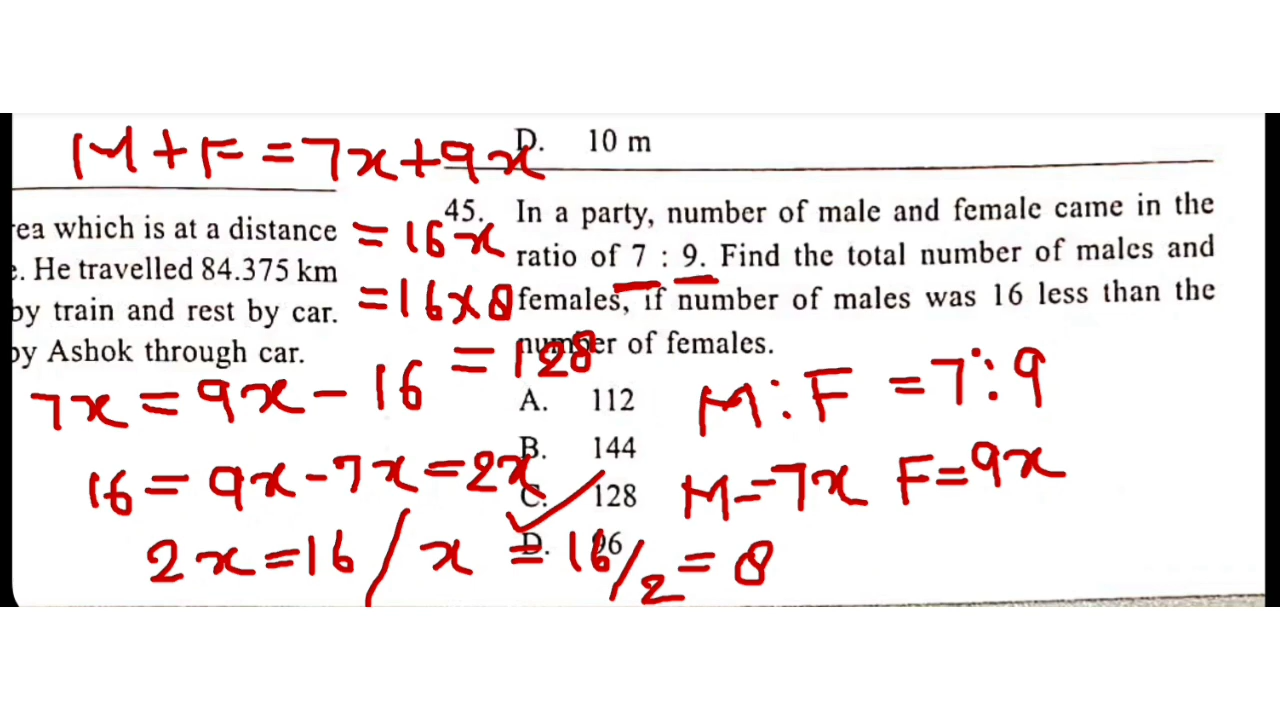 M+F=7x+9x
D. 10 m
rea which is at a distance
e. He travelled 84.375 km
by train and rest by car.
by Ashok through car.
=16x
=16x8
=128
45. In a party, number of male and female came in the
ratio of 7 : 9. Find the total number of males and
females, if number of males was 16 less than the
number of females.
A. 112
B. 144
C. 128
D. 96
M:F=7:9
M=7x F=9x
7x=9x-16
16=9x-7x=2x
2x=16/x=16/2=8